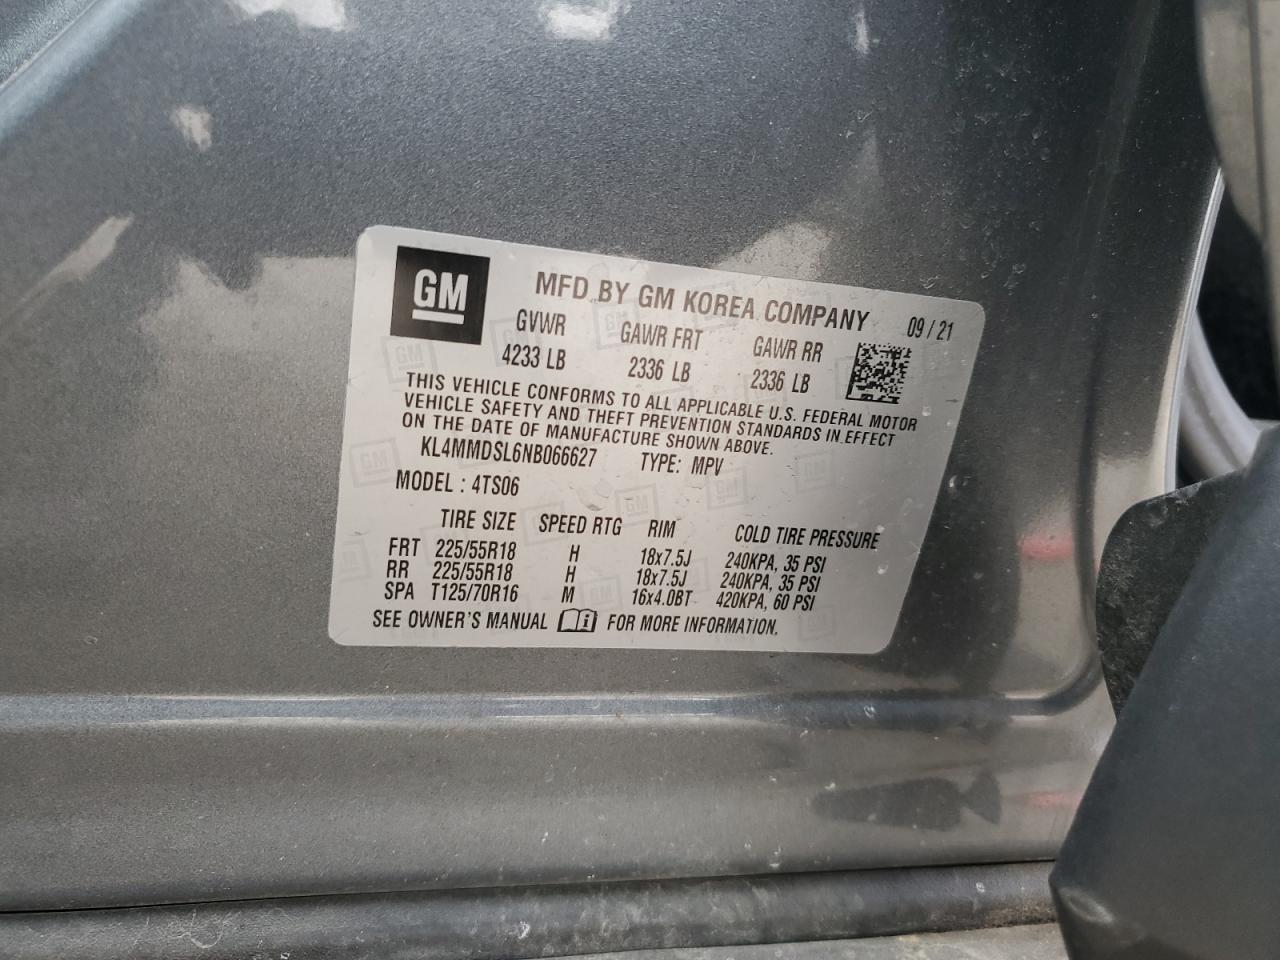 GM
MFD BY GM KOREA COMPANY 09 / 21
GVWR GAWR FRT GAWR RR
4233 LB 2336 LB 2336 LB
THIS VEHICLE CONFORMS TO ALL APPLICABLE U.S. FEDERAL MOTOR
VEHICLE SAFETY AND THEFT PREVENTION STANDARDS IN EFFECT
ON THE DATE OF MANUFACTURE SHOWN ABOVE.
KL4MMDSL6NB066627 TYPE: MPV
MODEL : 4TS06
TIRE SIZE SPEED RTG RIM COLD TIRE PRESSURE
FRT 225/55R18 H 18x7.5J 240KPA, 35 PSI
RR 225/55R18 H 18x7.5J 240KPA, 35 PSI
SPA T125/70R16 M 16x4.0BT 420KPA, 60 PSI
SEE OWNER'S MANUAL i FOR MORE INFORMATION.